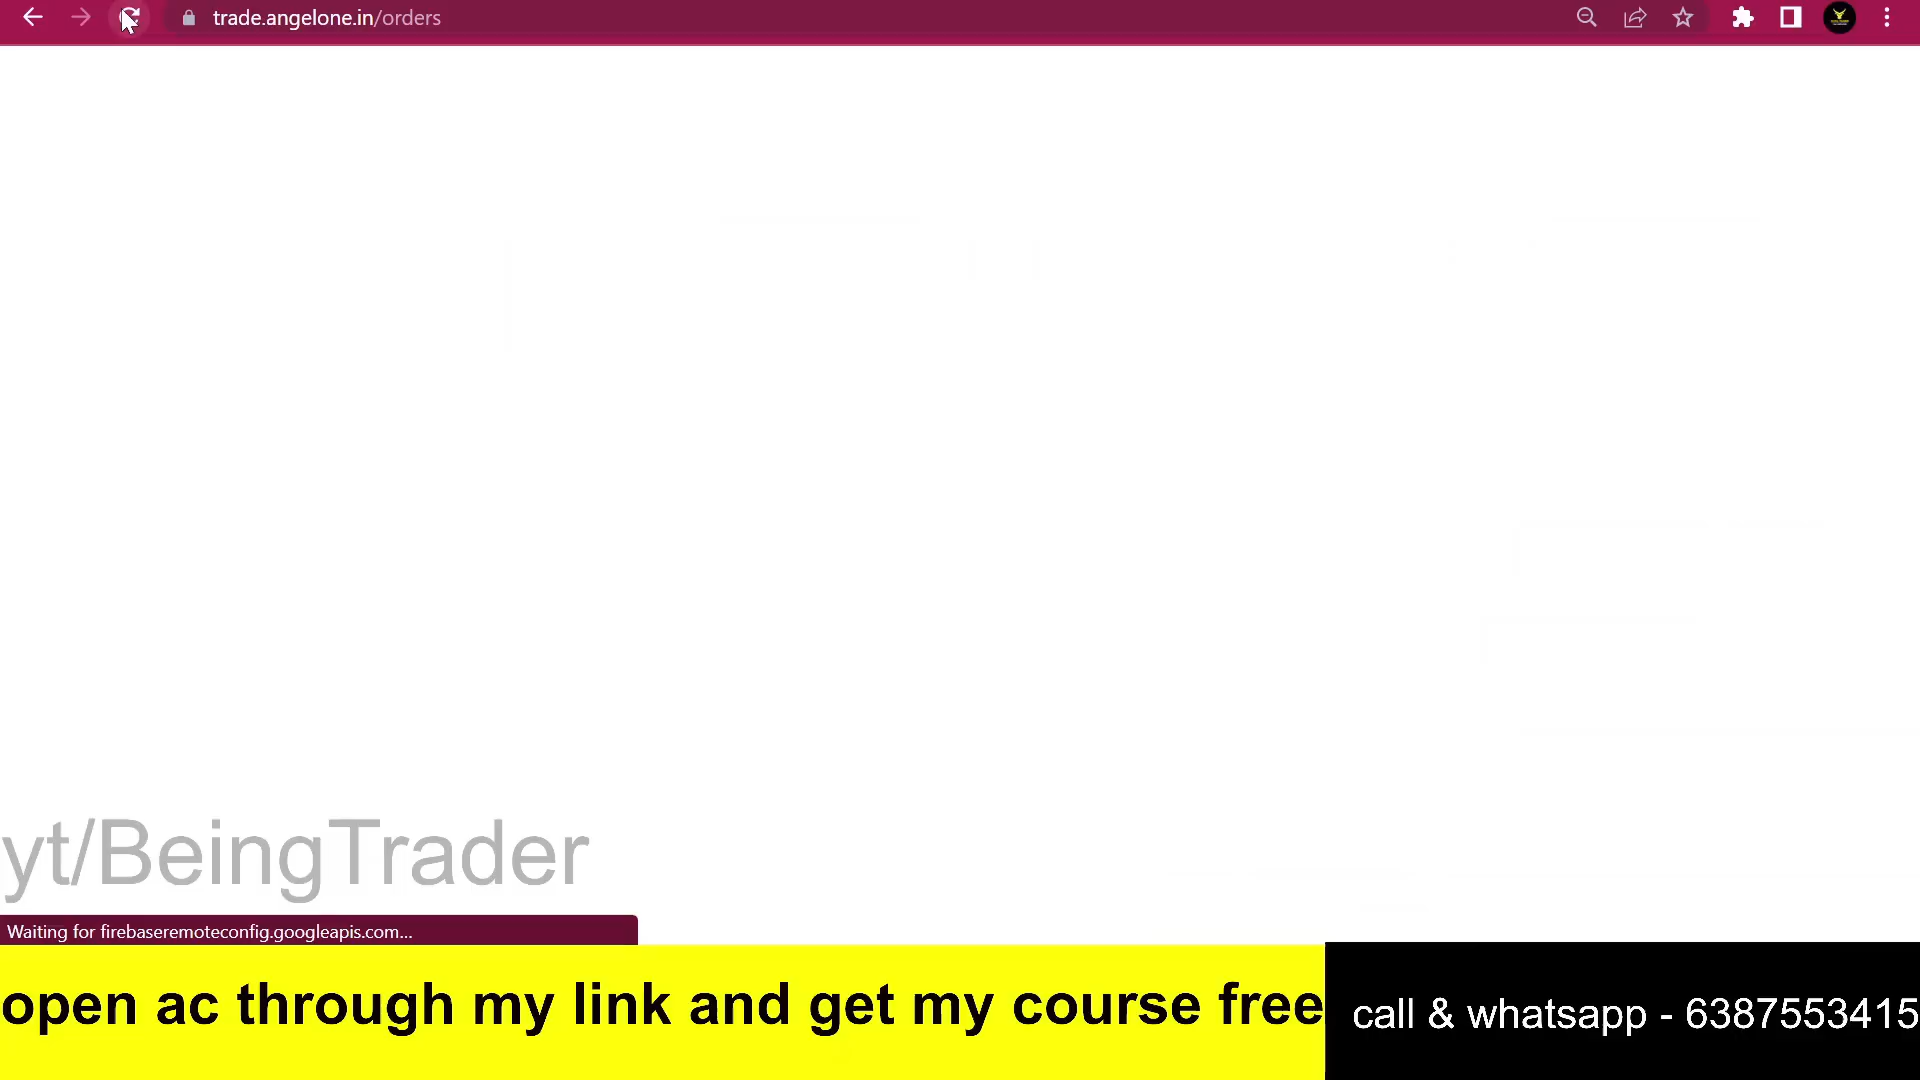 trade.angelone.in/orders
yt/BeingTrader
Waiting for firebaseremoteconfig.googleapis.com...
open ac through my link and get my course free
call & whatsapp - 6387553415